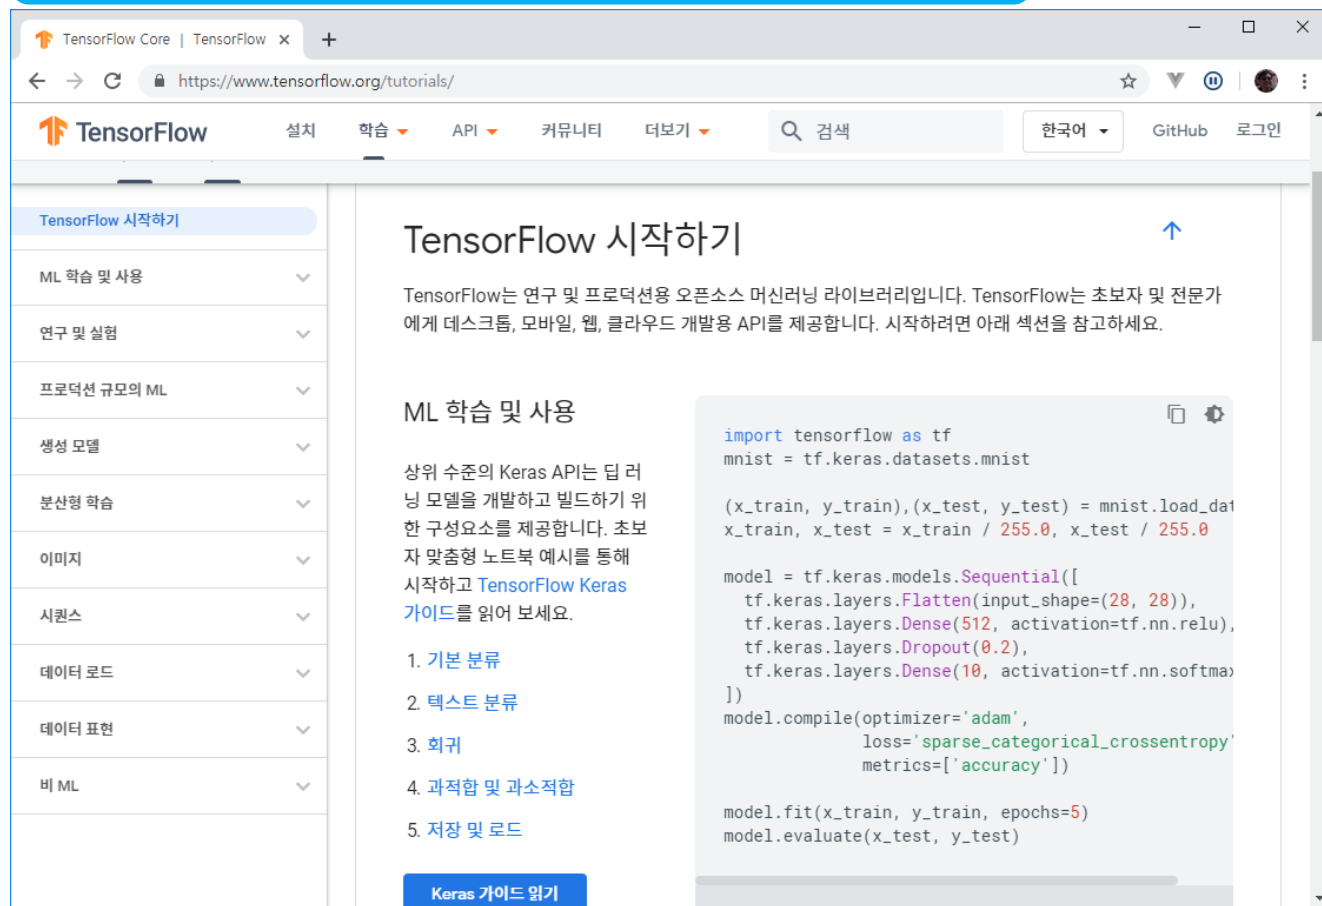 TensorFlow Core | TensorFlow
https://www.tensorflow.org/tutorials/
TensorFlow 설치 학습 API 커뮤니티 더보기 검색 한국어 GitHub 로그인
TensorFlow 시작하기
ML 학습 및 사용
연구 및 실험
프로덕션 규모의 ML
생성 모델
분산형 학습
이미지
시퀀스
데이터 로드
데이터 표현
비 ML
TensorFlow 시작하기
TensorFlow는 연구 및 프로덕션용 오픈소스 머신러닝 라이브러리입니다. TensorFlow는 초보자 및 전문가
에게 데스크톱, 모바일, 웹, 클라우드 개발용 API를 제공합니다. 시작하려면 아래 섹션을 참고하세요.
ML 학습 및 사용
상위 수준의 Keras API는 딥 러
닝 모델을 개발하고 빌드하기 위
한 구성요소를 제공합니다. 초보
자 맞춤형 노트북 예시를 통해
시작하고 TensorFlow Keras
가이드를 읽어 보세요.
1. 기본 분류
2. 텍스트 분류
3. 회귀
4. 과적합 및 과소적합
5. 저장 및 로드
Keras 가이드 읽기
import tensorflow as tf
mnist = tf.keras.datasets.mnist
(x_train, y_train),(x_test, y_test) = mnist.load_dat
x_train, x_test = x_train / 255.0, x_test / 255.0
model = tf.keras.models.Sequential([
tf.keras.layers.Flatten(input_shape=(28, 28)),
tf.keras.layers.Dense(512, activation=tf.nn.relu),
tf.keras.layers.Dropout(0.2),
tf.keras.layers.Dense(10, activation=tf.nn.softmax
])
model.compile(optimizer='adam',
loss='sparse_categorical_crossentropy'
metrics=['accuracy'])
model.fit(x_train, y_train, epochs=5)
model.evaluate(x_test, y_test)